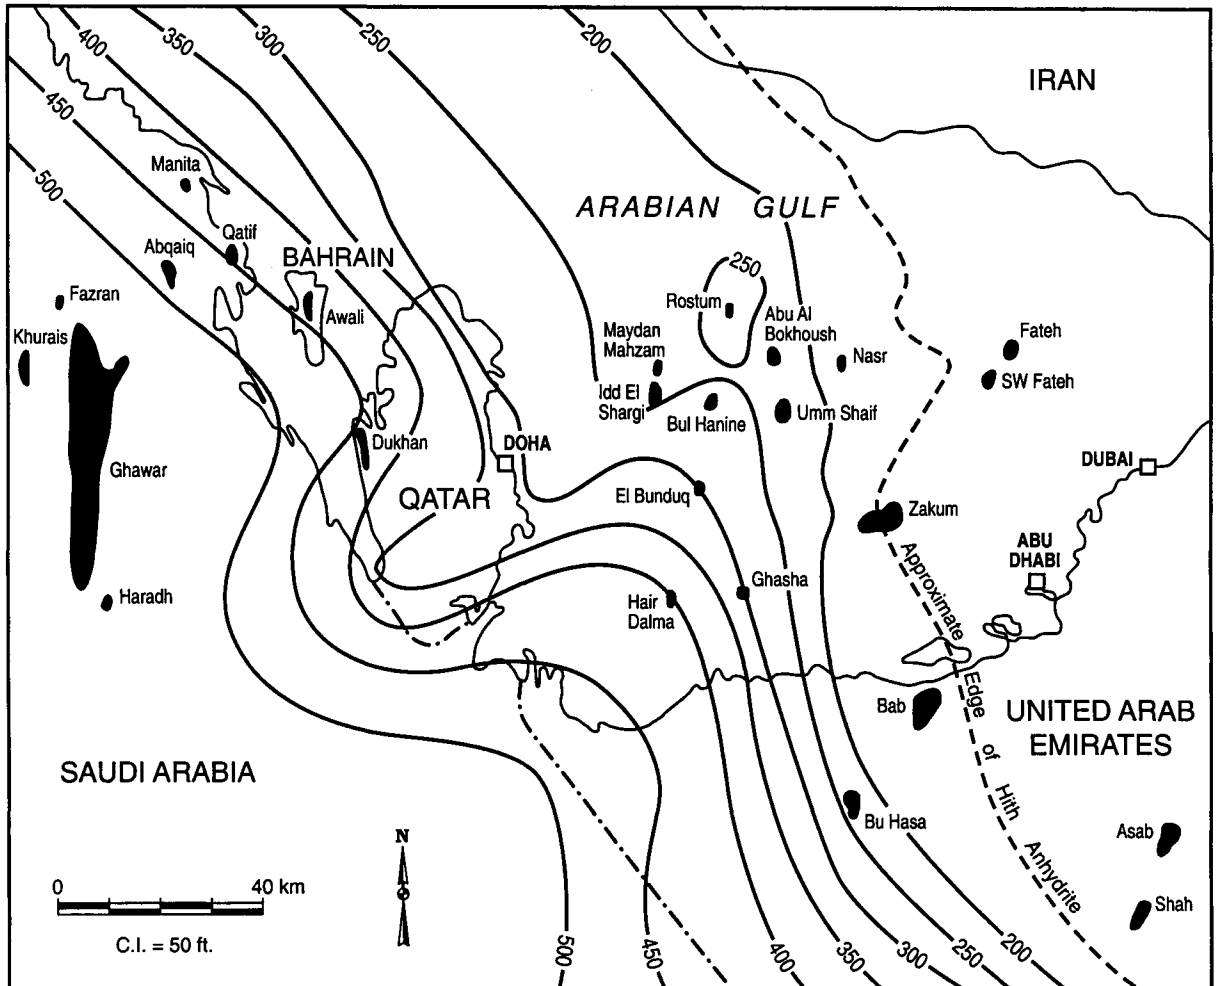 400
350
300
250
200
IRAN
450
500
Manita
ARABIAN GULF
Qatif
Abqaiq
BAHRAIN
250
Fazran
Rostum
Awali
Abu Al
Bokhoush
Maydan
Mahzam
Khurais
Nasr
Fateh
SW Fateh
Idd El
Shargi
Bul Hanine
Umm Shaif
Dukhan
DOHA
DUBAI
Ghawar
QATAR
El Bunduq
Zakum
ABU
DHABI
Ghasha
Haradh
Hair
Dalma
Approximate Edge of Hith Anhydrite
Bab
UNITED ARAB
EMIRATES
SAUDI ARABIA
Bu Hasa
Asab
Shah
N
0 40 km
C.I. = 50 ft.
500
450
400
350
300
250
200